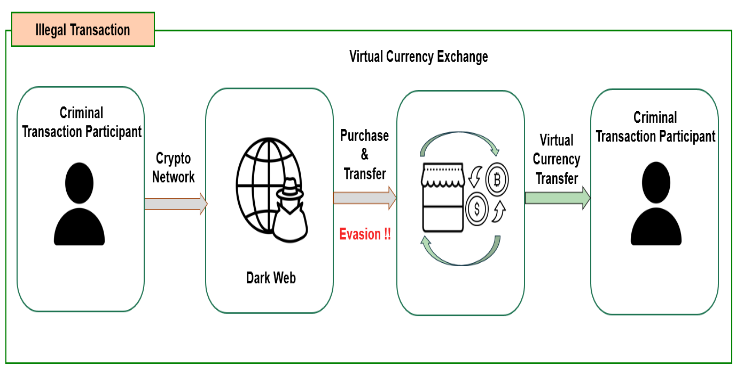 Illegal Transaction
Virtual Currency Exchange
Criminal
Transaction Participant
Crypto
Network
Dark Web
Purchase
&
Transfer
Evasion !!
B
$
Virtual
Currency
Transfer
Criminal
Transaction Participant